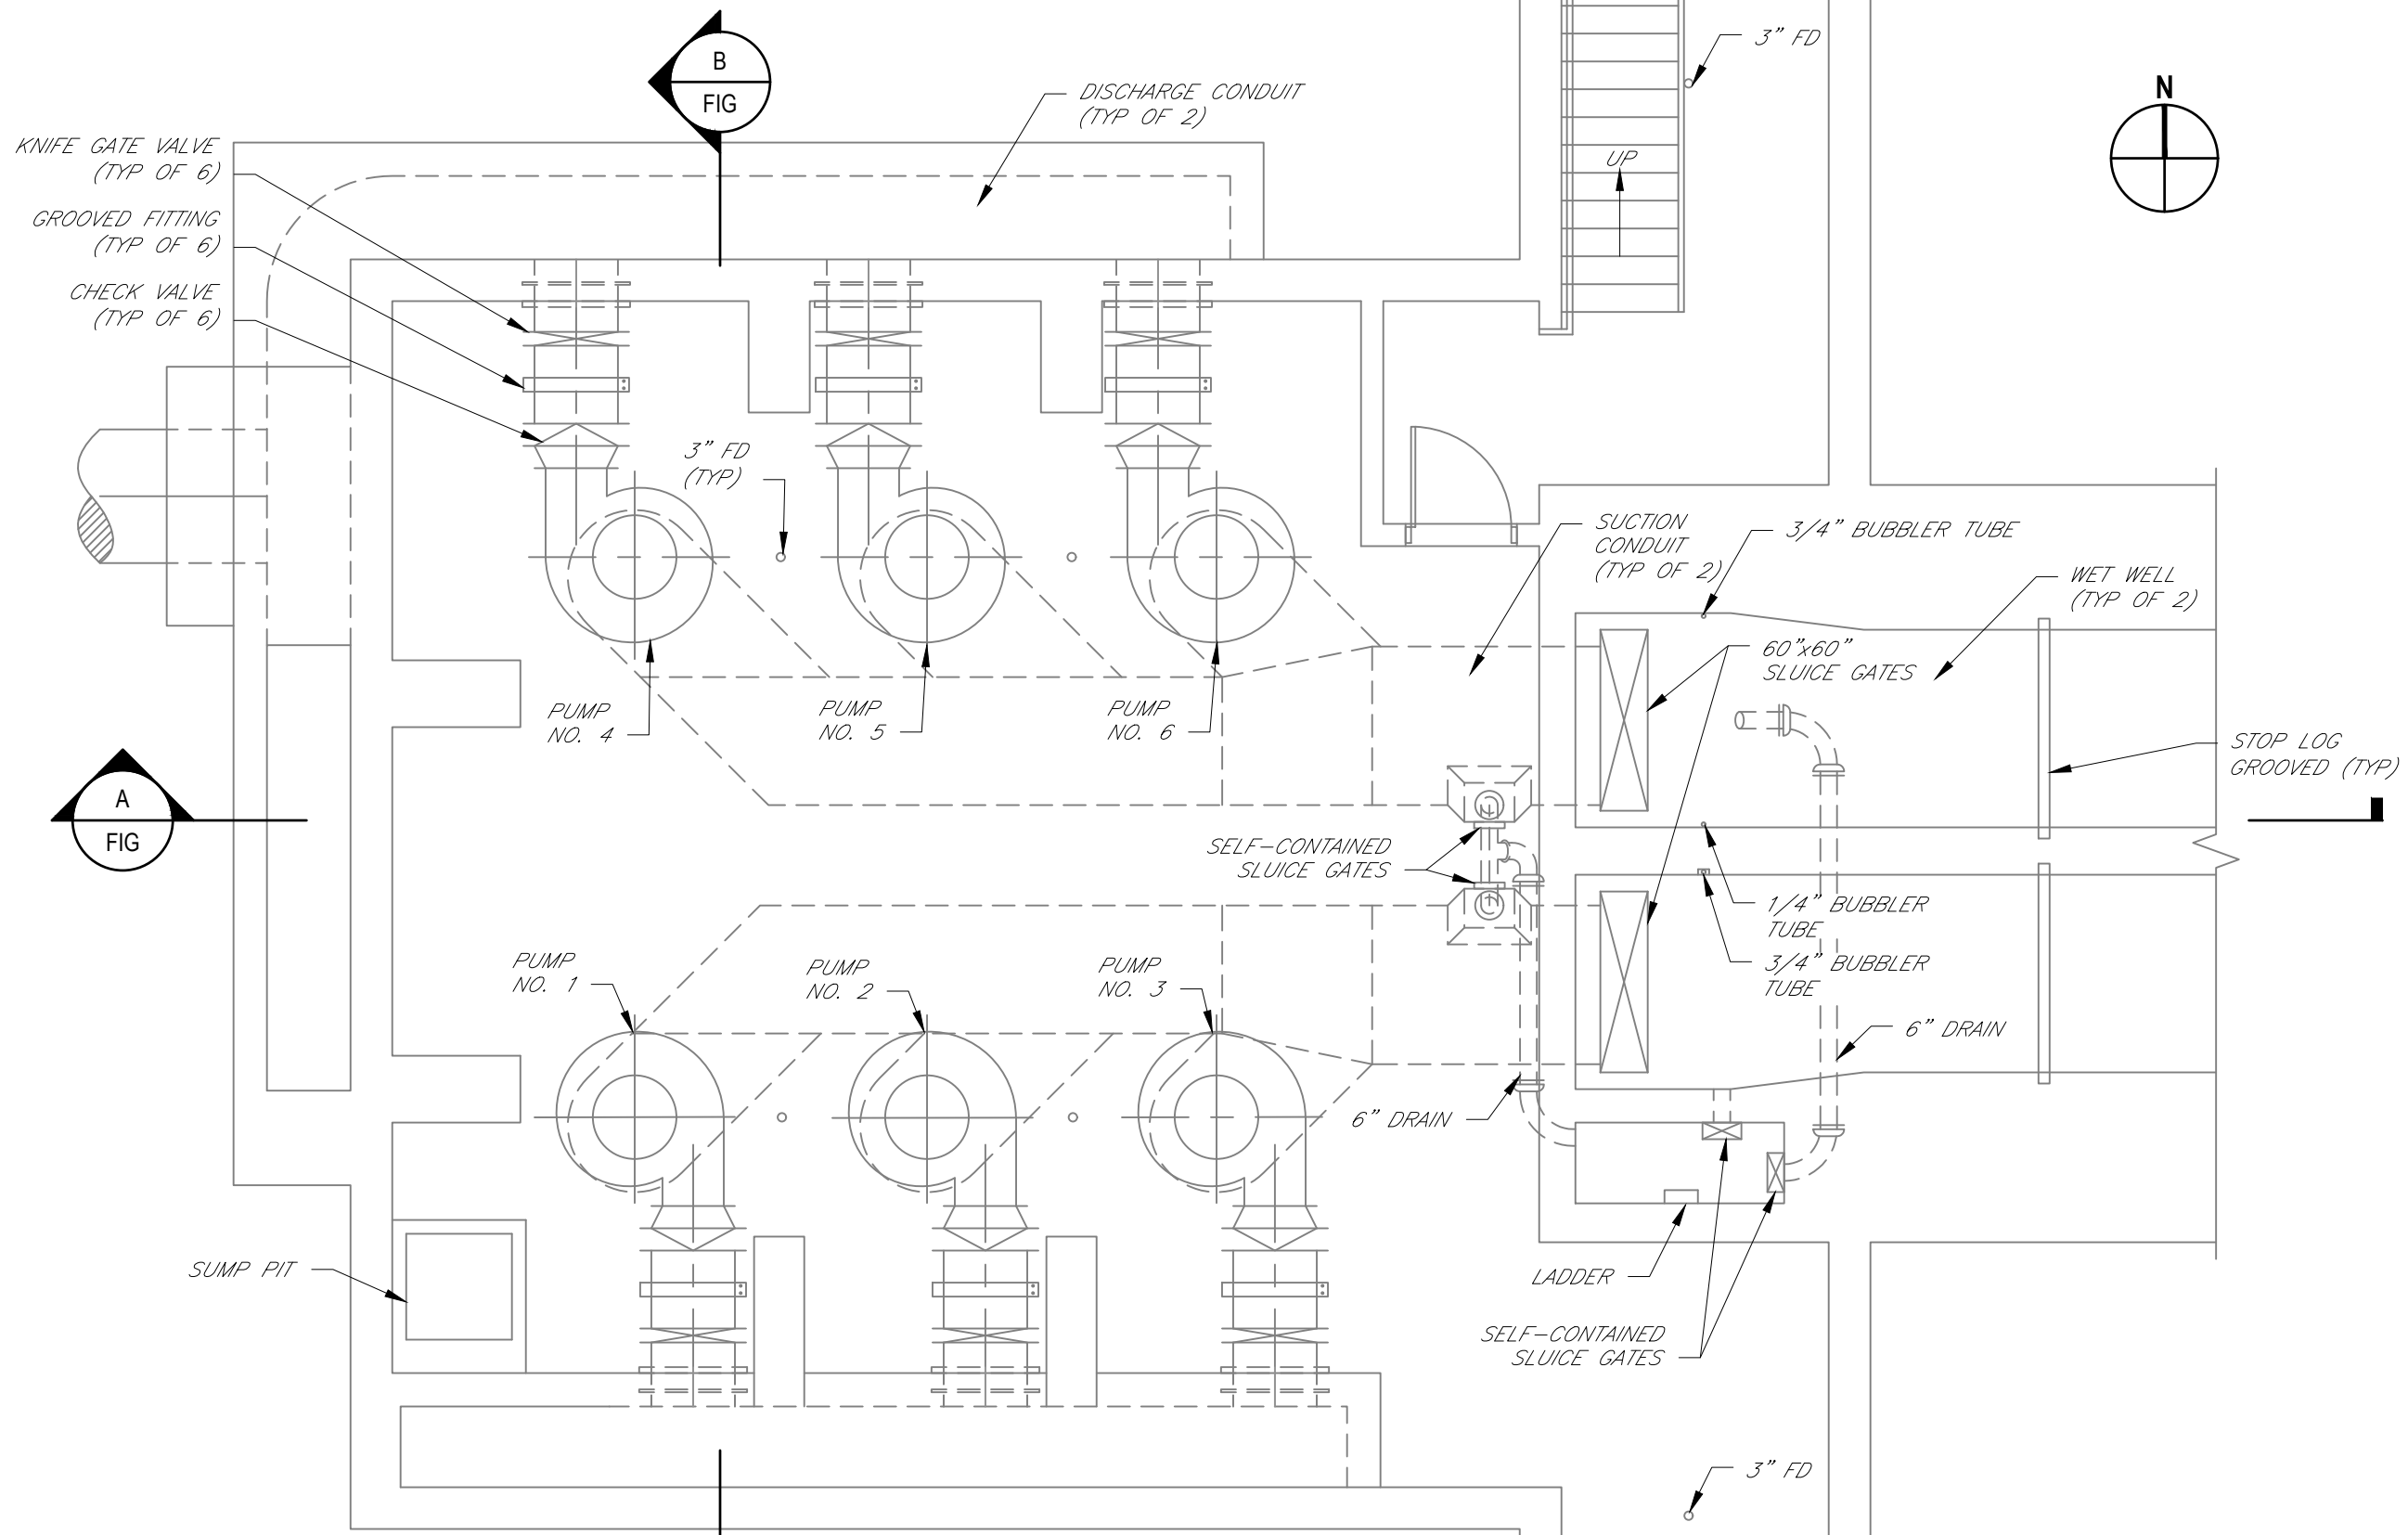 B
FIG
3" FD
N
DISCHARGE CONDUIT
(TYP OF 2)
KNIFE GATE VALVE
(TYP OF 6)
UP
GROOVED FITTING
(TYP OF 6)
CHECK VALVE
(TYP OF 6)
3" FD
(TYP)
SUCTION
CONDUIT
(TYP OF 2)
3/4" BUBBLER TUBE
WET WELL
(TYP OF 2)
60"x60"
SLUICE GATES
PUMP
NO. 4
PUMP
NO. 5
PUMP
NO. 6
STOP LOG
GROOVED (TYP)
A
FIG
SELF-CONTAINED
SLUICE GATES
1/4" BUBBLER
TUBE
3/4" BUBBLER
TUBE
PUMP
NO. 1
PUMP
NO. 2
PUMP
NO. 3
6" DRAIN
6" DRAIN
SUMP PIT
LADDER
SELF-CONTAINED
SLUICE GATES
3" FD